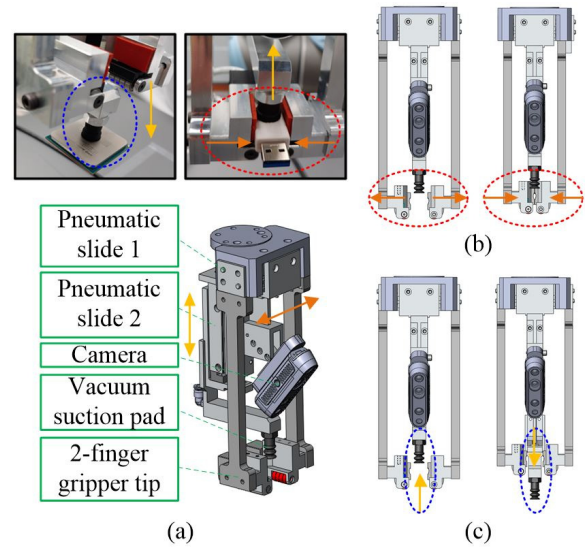 Pneumatic
slide 1
Pneumatic
slide 2
Camera
Vacuum
suction pad
2-finger
gripper tip
(a)
(b)
(c)